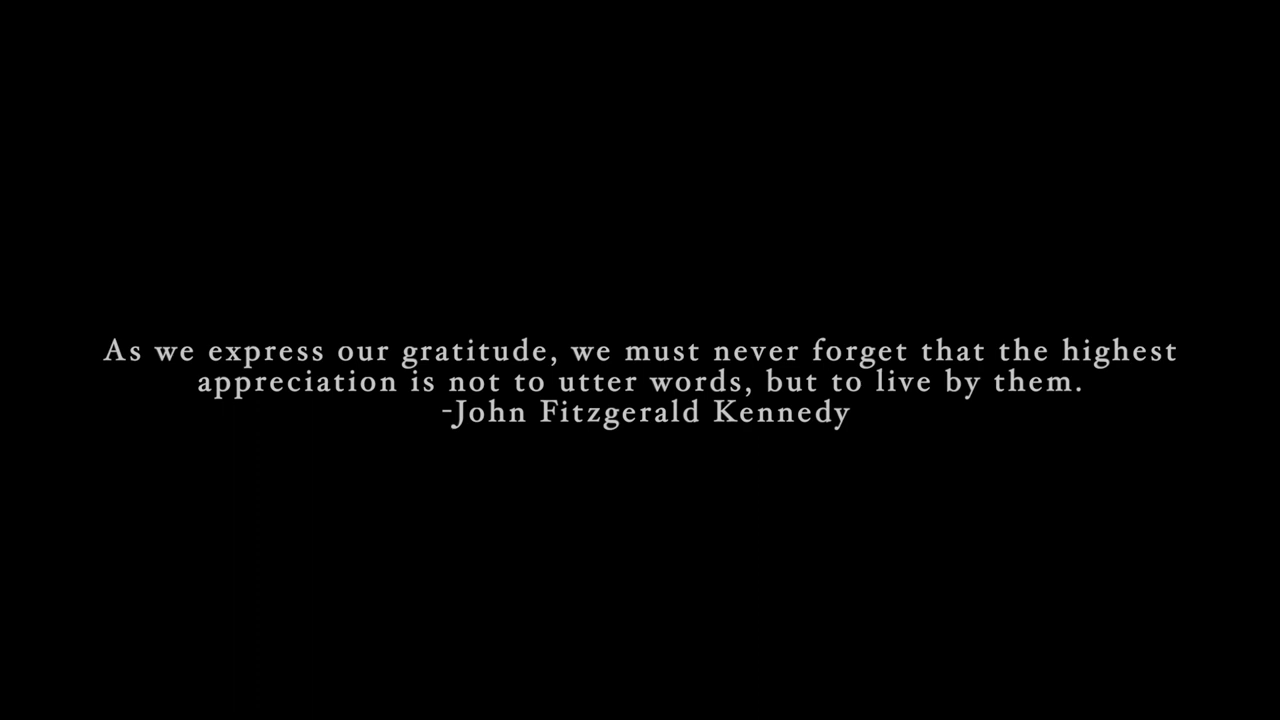 As we express our gratitude, we must never forget that the highest
appreciation is not to utter words, but to live by them.
-John Fitzgerald Kennedy